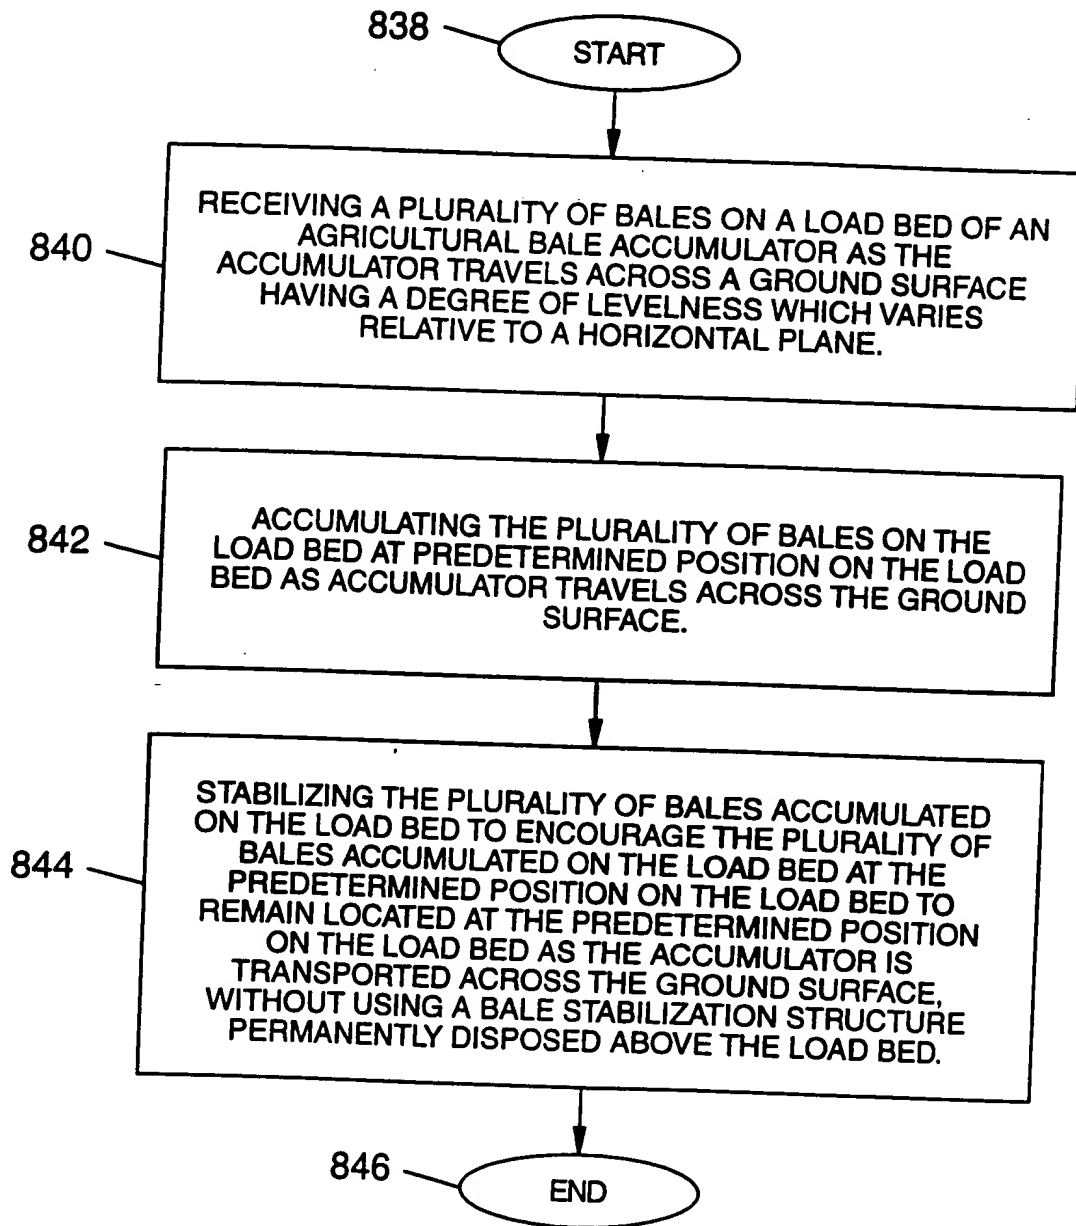 838
START
840
RECEIVING A PLURALITY OF BALES ON A LOAD BED OF AN
AGRICULTURAL BALE ACCUMULATOR AS THE
ACCUMULATOR TRAVELS ACROSS A GROUND SURFACE
HAVING A DEGREE OF LEVELNESS WHICH VARIES
RELATIVE TO A HORIZONTAL PLANE.
842
ACCUMULATING THE PLURALITY OF BALES ON THE
LOAD BED AT PREDETERMINED POSITION ON THE LOAD
BED AS ACCUMULATOR TRAVELS ACROSS THE GROUND
SURFACE.
844
STABILIZING THE PLURALITY OF BALES ACCUMULATED
ON THE LOAD BED TO ENCOURAGE THE PLURALITY OF
BALES ACCUMULATED ON THE LOAD BED AT THE
PREDETERMINED POSITION ON THE LOAD BED TO
REMAIN LOCATED AT THE PREDETERMINED POSITION
ON THE LOAD BED AS THE ACCUMULATOR IS
TRANSPORTED ACROSS THE GROUND SURFACE,
WITHOUT USING A BALE STABILIZATION STRUCTURE
PERMANENTLY DISPOSED ABOVE THE LOAD BED.
846
END